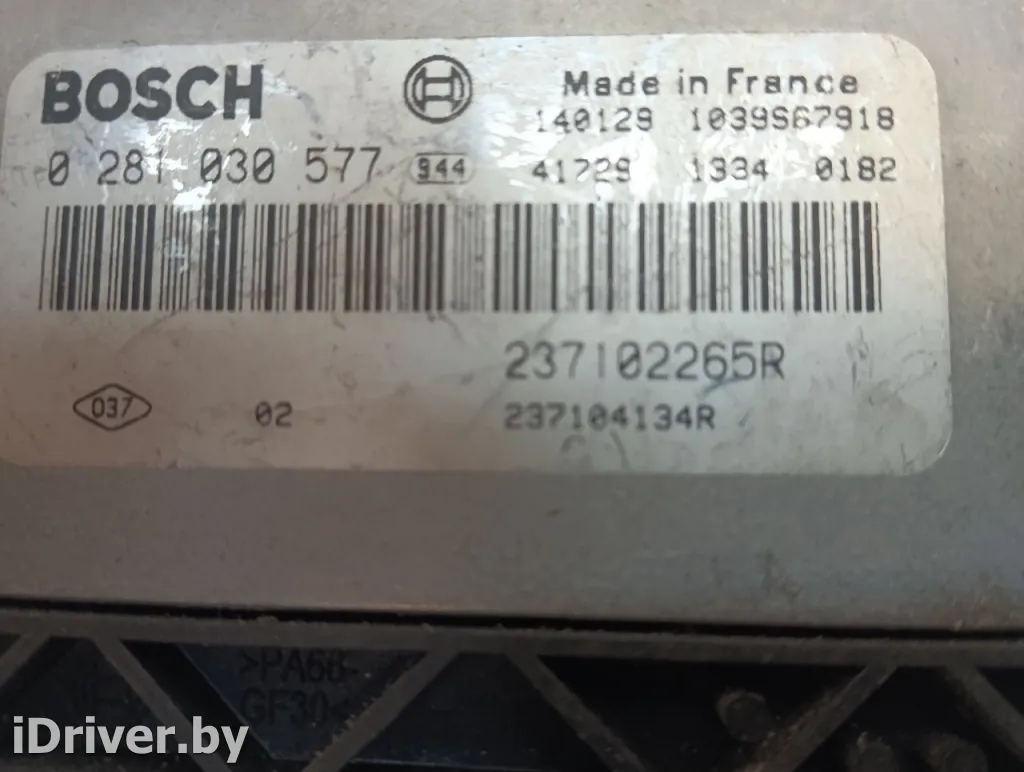 BOSCH
Made in France
140129 1039S67918
0 281 030 577 944 41729 1334 0182
237102265R
037 02 237104134R
>PA66-
GF30<
iDriver.by